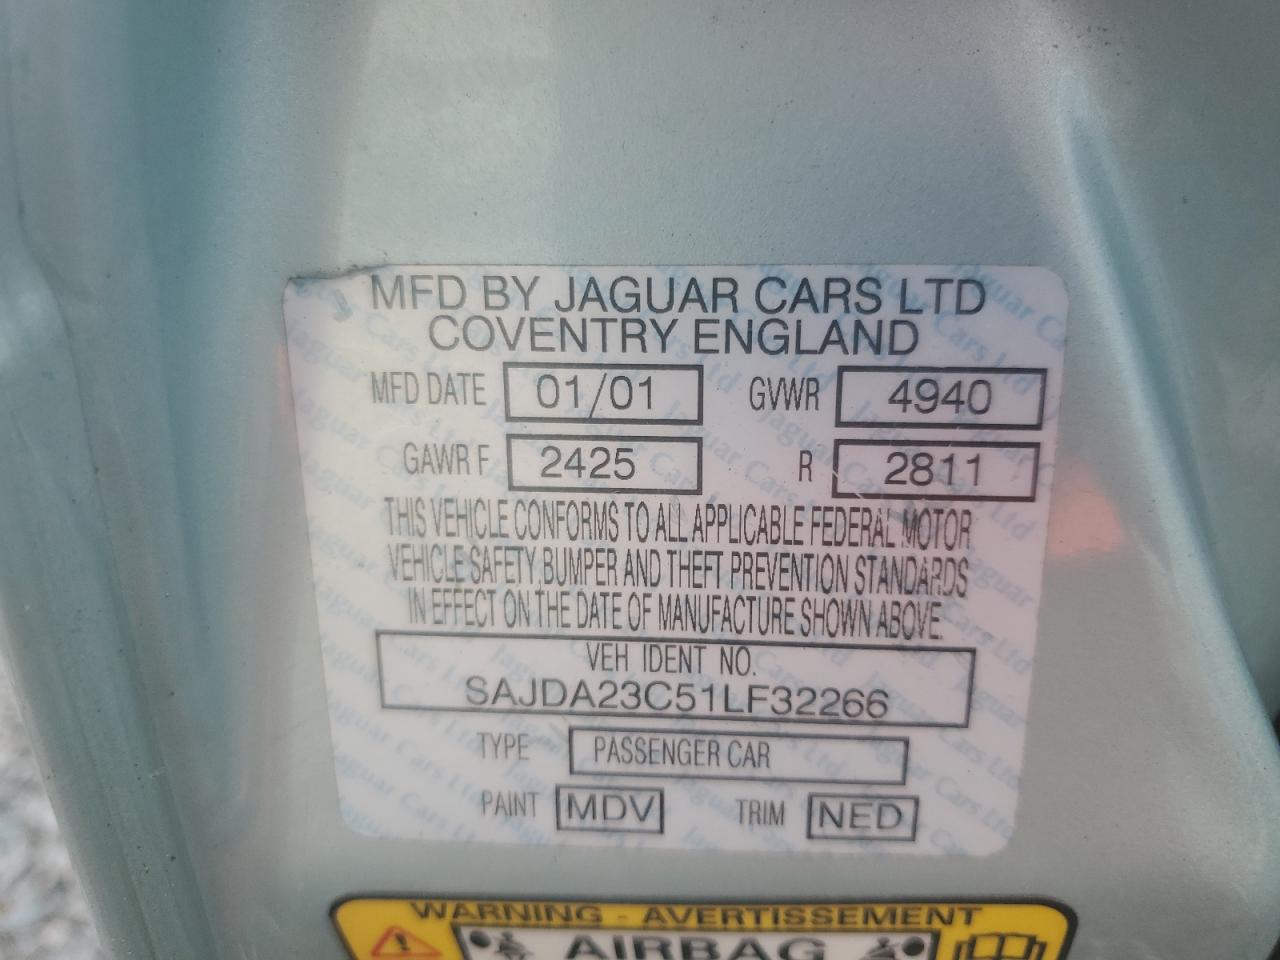 MFD BY JAGUAR CARS LTD
COVENTRY ENGLAND
MFD DATE 01/01 GVWR 4940
GAWR F 2425 R 2811
THIS VEHICLE CONFORMS TO ALL APPLICABLE FEDERAL MOTOR
VEHICLE SAFETY, BUMPER AND THEFT PREVENTION STANDARDS
IN EFFECT ON THE DATE OF MANUFACTURE SHOWN ABOVE.
VEH IDENT NO.
SAJDA23C51LF32266
TYPE PASSENGER CAR
PAINT MDV TRIM NED
WARNING - AVERTISSEMENT
AIRBAG